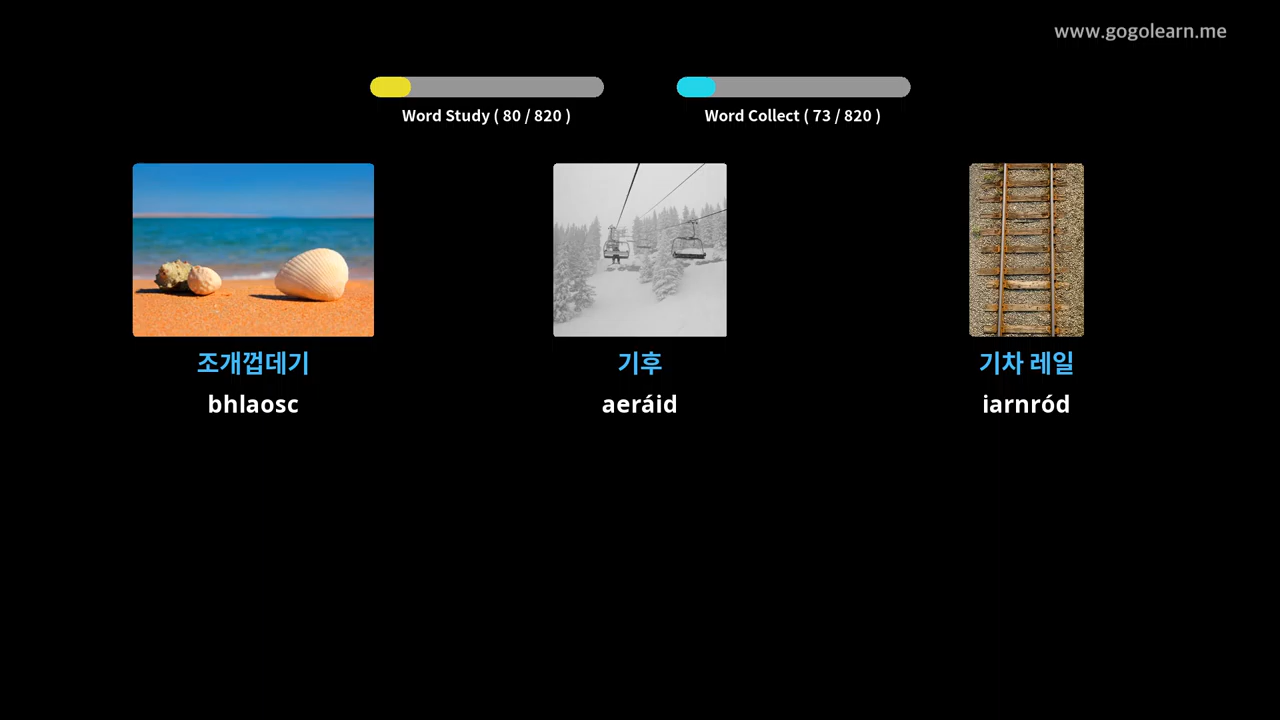 www.gogolearn.me
Word Study ( 80 / 820 )
Word Collect ( 73 / 820 )
조개껍데기
bhlaosc
기후
aeráid
기차 레일
iarnród